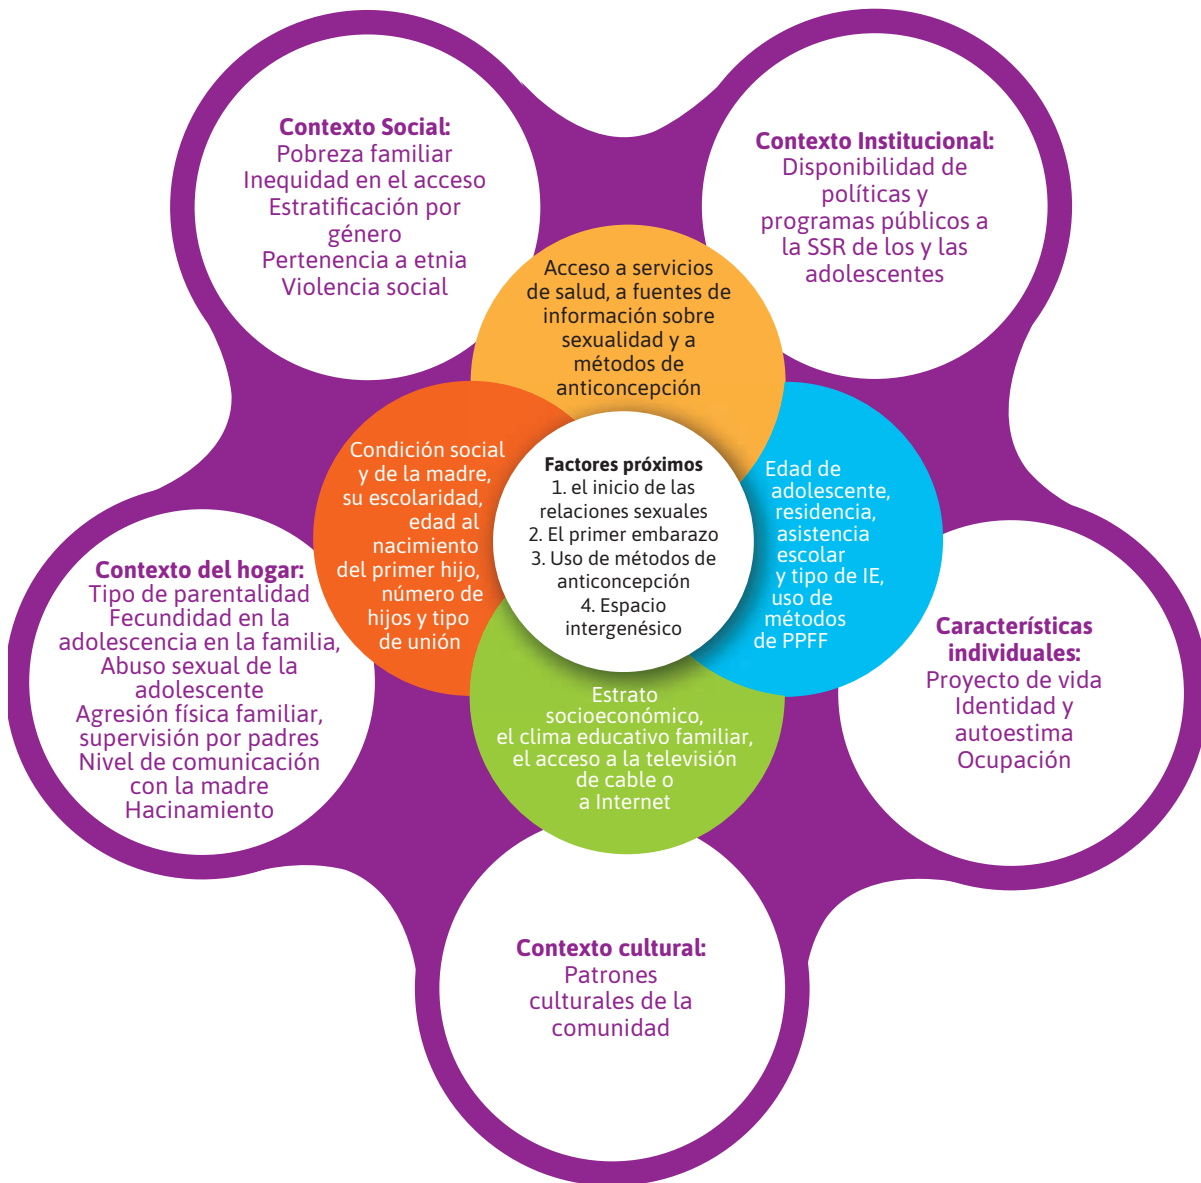 Contexto Social:
Pobreza familiar
Inequidad en el acceso
Estratificación por
género
Pertenencia a etnia
Violencia social
Contexto Institucional:
Disponibilidad de
políticas y
programas públicos a
la SSR de los y las
adolescentes
Acceso a servicios
de salud, a fuentes de
información sobre
sexualidad y a
métodos de
anticoncepción
Condición social
y de la madre,
su escolaridad,
edad al
nacimiento
del primer hijo,
número de
hijos y tipo
de unión
Factores próximos
1. el inicio de las
relaciones sexuales
2. El primer embarazo
3. Uso de métodos de
anticoncepción
4. Espacio
intergenésico
Edad de
adolescente,
residencia,
asistencia
escolar
y tipo de IE,
uso de
métodos
de PPFF
Contexto del hogar:
Tipo de parentalidad
Fecundidad en la
adolescencia en la familia,
Abuso sexual de la
adolescente
Agresión física familiar,
supervisión por padres
Nivel de comunicación
con la madre
Hacinamiento
Características
individuales:
Proyecto de vida
Identidad y
autoestima
Ocupación
Estrato
socioeconómico,
el clima educativo familiar,
el acceso a la televisión
de cable o
a Internet
Contexto cultural:
Patrones
culturales de la
comunidad